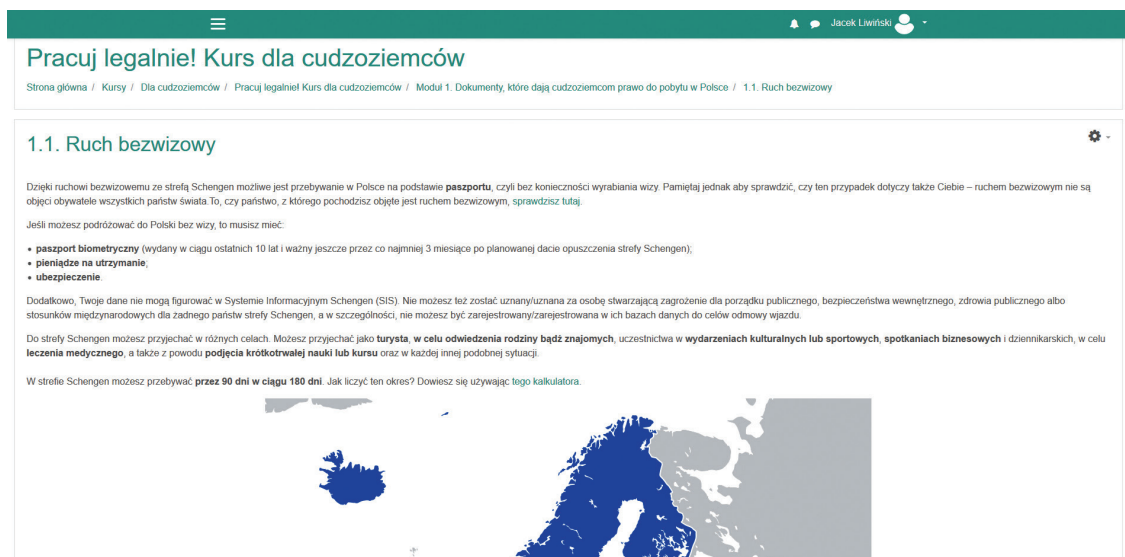 Jacek Liwiński
Pracuj legalnie! Kurs dla cudzoziemców
Strona główna / Kursy / Dla cudzoziemców / Pracuj legalnie! Kurs dla cudzoziemców / Moduł 1. Dokumenty, które dają cudzoziemcom prawo do pobytu w Polsce / 1.1. Ruch bezwizowy
1.1. Ruch bezwizowy
Dzięki ruchowi bezwizowemu ze strefą Schengen możliwe jest przebywanie w Polsce na podstawie paszportu, czyli bez konieczności wyrabiania wizy. Pamiętaj jednak aby sprawdzić, czy ten przypadek dotyczy także Ciebie – ruchem bezwizowym nie są
objęci obywatele wszystkich państw świata.To, czy państwo, z którego pochodzisz objęte jest ruchem bezwizowym, sprawdzisz tutaj.
Jeśli możesz podróżować do Polski bez wizy, to musisz mieć:
• paszport biometryczny (wydany w ciągu ostatnich 10 lat i ważny jeszcze przez co najmniej 3 miesiące po planowanej dacie opuszczenia strefy Schengen);
• pieniądze na utrzymanie;
• ubezpieczenie.
Dodatkowo, Twoje dane nie mogą figurować w Systemie Informacyjnym Schengen (SIS). Nie możesz też zostać uznany/uznana za osobę stwarzającą zagrożenie dla porządku publicznego, bezpieczeństwa wewnętrznego, zdrowia publicznego albo
stosunków międzynarodowych dla żadnego państw strefy Schengen, a w szczególności, nie możesz być zarejestrowany/zarejestrowana w ich bazach danych do celów odmowy wjazdu.
Do strefy Schengen możesz przyjechać w różnych celach. Możesz przyjechać jako turysta, w celu odwiedzenia rodziny bądź znajomych, uczestnictwa w wydarzeniach kulturalnych lub sportowych, spotkaniach biznesowych i dziennikarskich, w celu
leczenia medycznego, a także z powodu podjęcia krótkotrwałej nauki lub kursu oraz w każdej innej podobnej sytuacji.
W strefie Schengen możesz przebywać przez 90 dni w ciągu 180 dni. Jak liczyć ten okres? Dowiesz się używając tego kalkulatora.